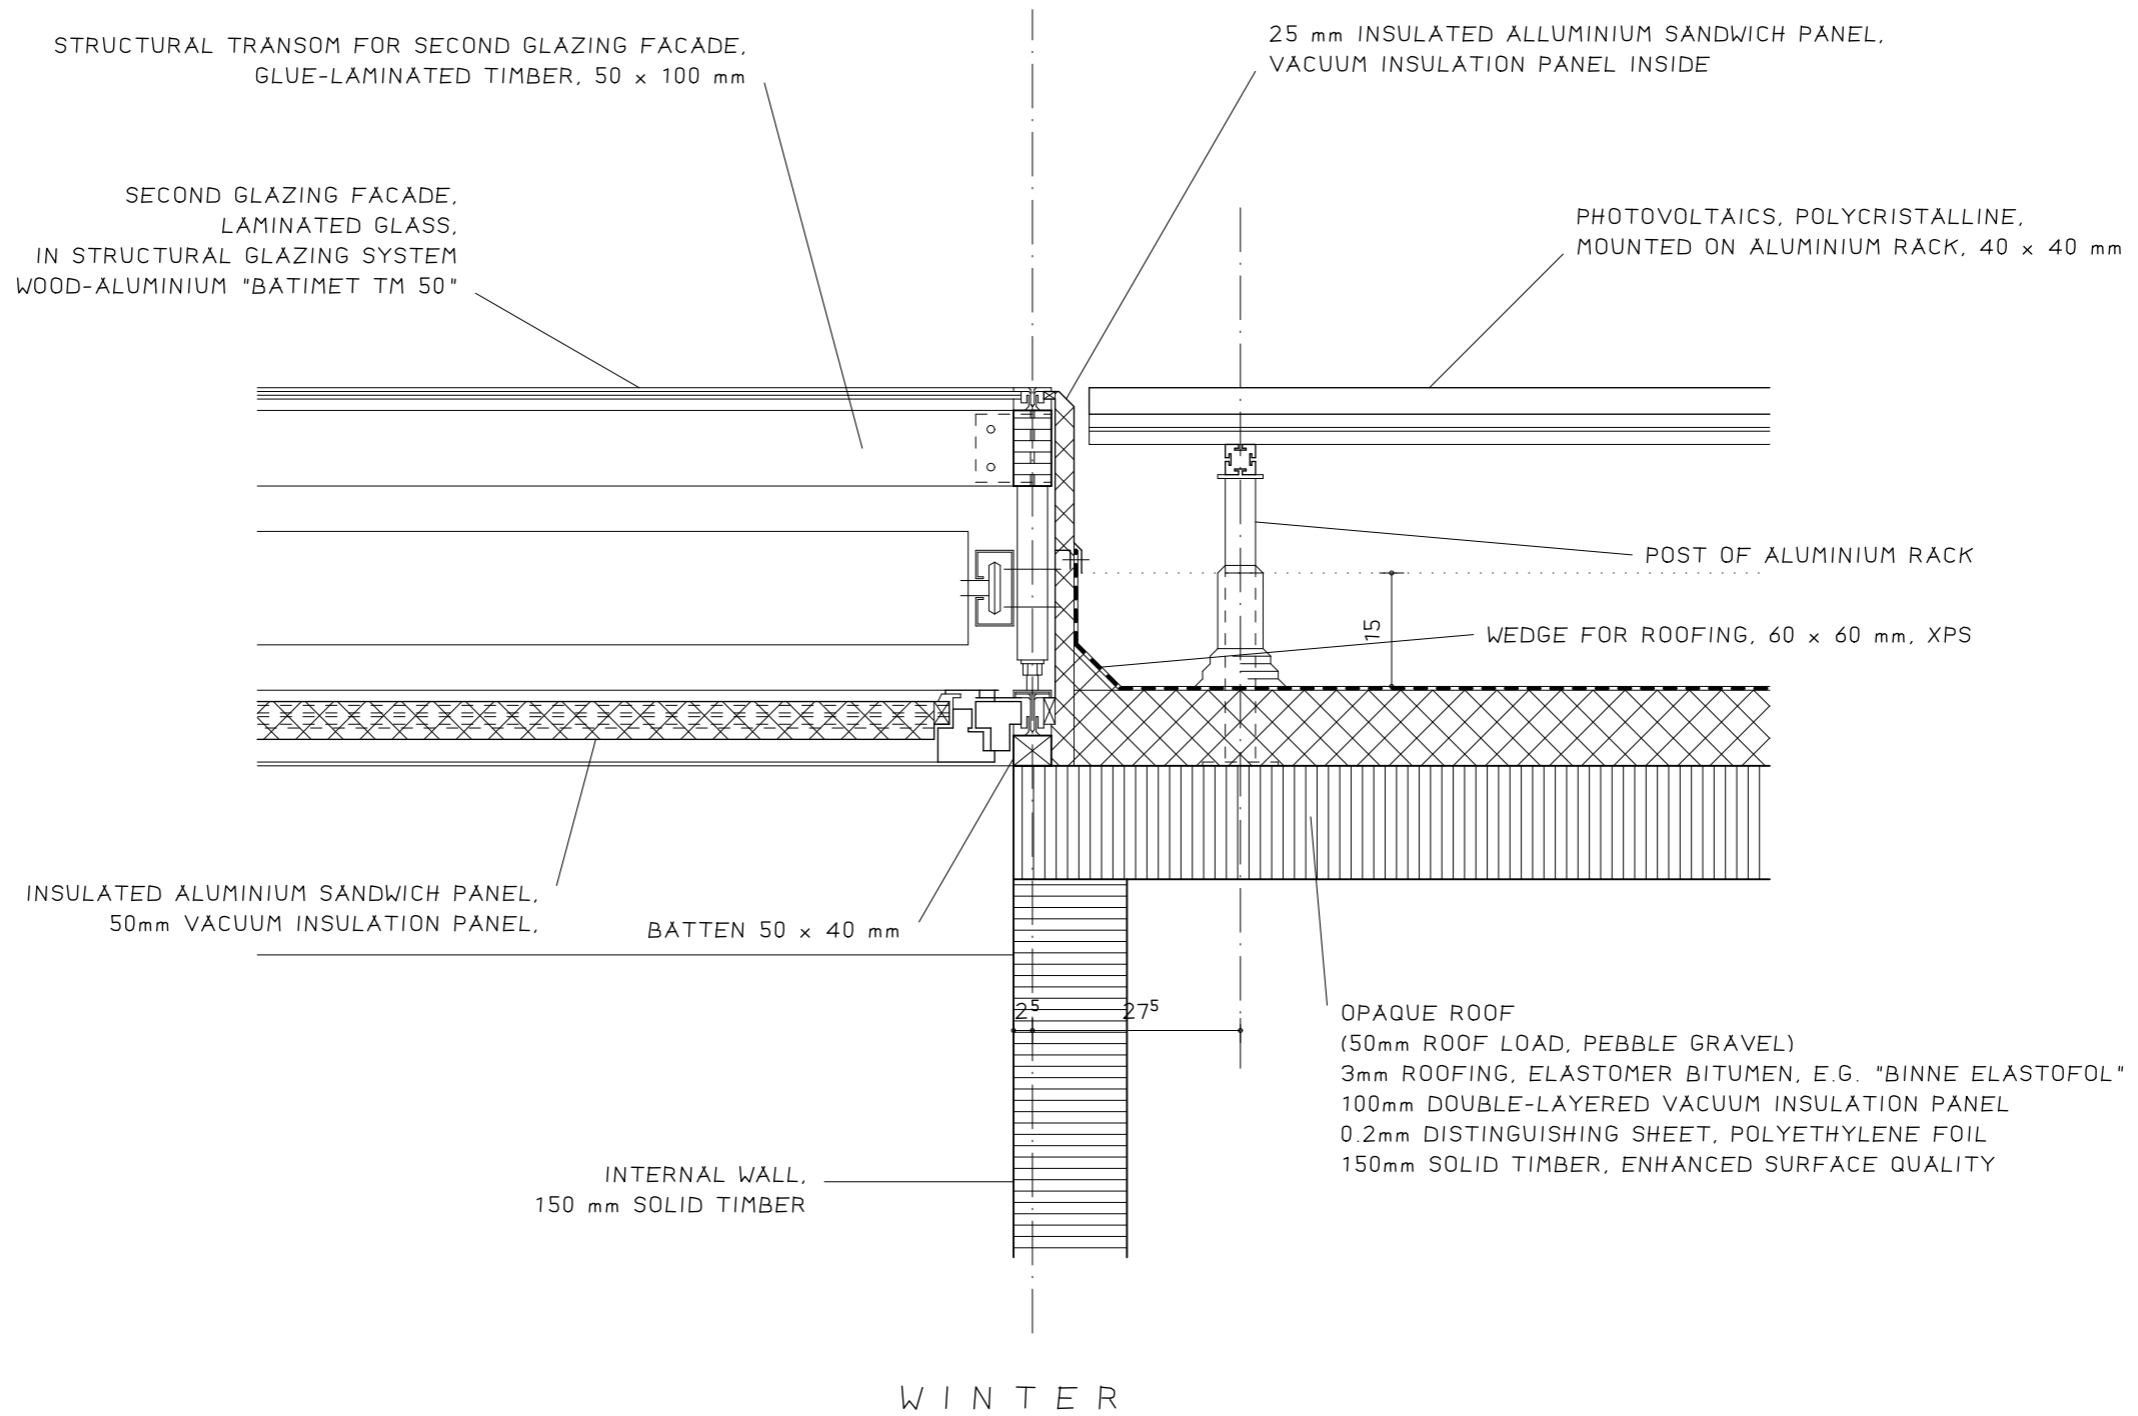 STRUCTURAL TRANSOM FOR SECOND GLAZING FACADE,
GLUE-LAMINATED TIMBER, 50 x 100 mm
25 mm INSULATED ALLUMINIUM SANDWICH PANEL,
VACUUM INSULATION PANEL INSIDE
SECOND GLAZING FACADE,
LAMINATED GLASS,
IN STRUCTURAL GLAZING SYSTEM
WOOD-ALUMINIUM "BATIMET TM 50"
PHOTOVOLTAICS, POLYCRISTALLINE,
MOUNTED ON ALUMINIUM RACK, 40 x 40 mm
POST OF ALUMINIUM RACK
15
WEDGE FOR ROOFING, 60 x 60 mm, XPS
INSULATED ALUMINIUM SANDWICH PANEL,
50mm VACUUM INSULATION PANEL,
BATTEN 50 x 40 mm
2⁵
27⁵
OPAQUE ROOF
(50mm ROOF LOAD, PEBBLE GRAVEL)
3mm ROOFING, ELASTOMER BITUMEN, E.G. "BINNE ELASTOFOL"
100mm DOUBLE-LAYERED VACUUM INSULATION PANEL
0.2mm DISTINGUISHING SHEET, POLYETHYLENE FOIL
150mm SOLID TIMBER, ENHANCED SURFACE QUALITY
INTERNAL WALL,
150 mm SOLID TIMBER
WINTER